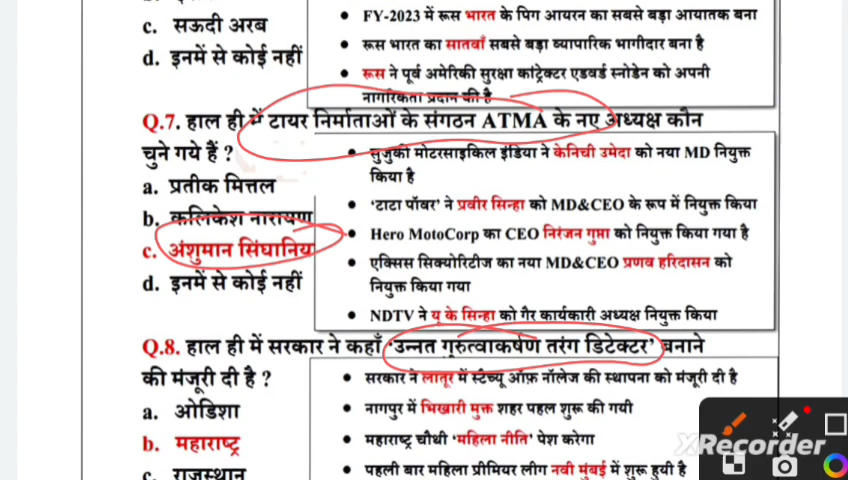 c. सऊदी अरब
d. इनमें से कोई नहीं
• FY-2023 में रूस भारत के पिग आयरन का सबसे बड़ा आयातक बना
• रूस भारत का सातवाँ सबसे बड़ा व्यापारिक भागीदार बना है
• रूस ने पूर्व अमेरिकी सुरक्षा कांट्रेक्टर एडवर्ड स्नोडेन को अपनी
नागरिकता प्रदान की है
Q.7. हाल ही में टायर निर्माताओं के संगठन ATMA के नए अध्यक्ष कौन
चुने गये हैं ?
a. प्रतीक मित्तल
b. कलिकेश नारायण
c. अंशुमान सिंघानिय
d. इनमें से कोई नहीं
• सुजुकी मोटरसाइकिल इंडिया ने केनिची उमेदा को नया MD नियुक्त
किया है
• ‘टाटा पॉवर’ ने प्रवीर सिन्हा को MD&CEO के रूप में नियुक्त किया
• Hero MotoCorp का CEO निरंजन गुप्ता को नियुक्त किया गया है
• एक्सिस सिक्योरिटीज का नया MD&CEO प्रणव हरिदासन को
नियुक्त किया गया
• NDTV ने यू के सिन्हा को गैर कार्यकारी अध्यक्ष नियुक्त किया
Q.8. हाल ही में सरकार ने कहाँ ‘उन्नत गुरुत्वाकर्षण तरंग डिटेक्टर’ बनाने
की मंजूरी दी है ?
a. ओडिशा
b. महाराष्ट्र
c. राजस्थान
• सरकार ने लातूर में स्टैच्यू ऑफ़ नॉलेज की स्थापना को मंजूरी दी है
• नागपुर में भिखारी मुक्त शहर पहल शुरू की गयी
• महाराष्ट्र चौथी ‘महिला नीति’ पेश करेगा
• पहली बार महिला प्रीमियर लीग नवी मुंबई में शुरू हुयी है
XRecorder